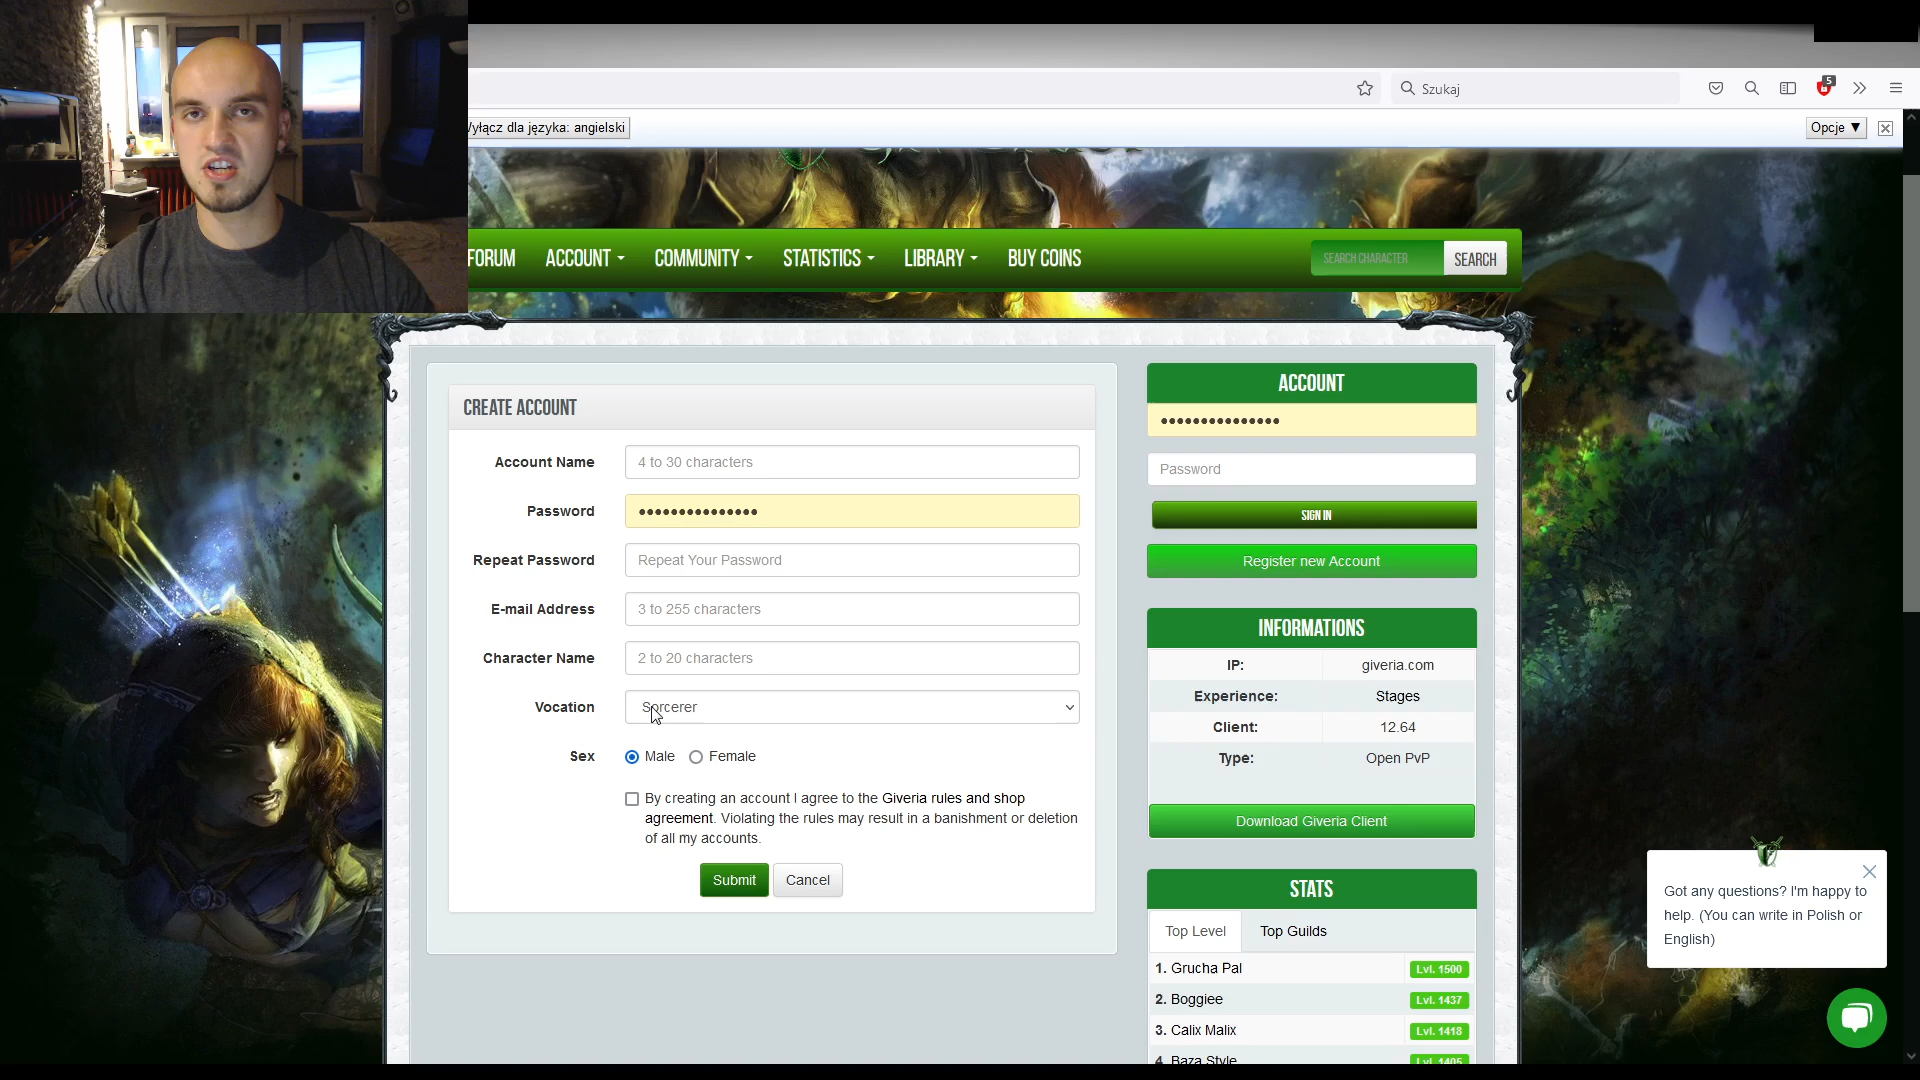 Szukaj
5
Wyłącz dla języka: angielski
Opcje ▼
FORUM
ACCOUNT
COMMUNITY
STATISTICS
LIBRARY
BUY COINS
SEARCH CHARACTER
SEARCH
CREATE ACCOUNT
Account Name
4 to 30 characters
Password
•••••••••••••••
Repeat Password
Repeat Your Password
E-mail Address
3 to 255 characters
Character Name
2 to 20 characters
Vocation
Sorcerer
Sex
Male
Female
By creating an account I agree to the Giveria rules and shop
agreement. Violating the rules may result in a banishment or deletion
of all my accounts.
Submit
Cancel
ACCOUNT
•••••••••••••••
Password
SIGN IN
Register new Account
INFORMATIONS
IP: giveria.com
Experience: Stages
Client: 12.64
Type: Open PvP
Download Giveria Client
STATS
Top Level
Top Guilds
1. Grucha Pal Lvl. 1500
2. Boggiee Lvl. 1437
3. Calix Malix Lvl. 1418
4. Baza Style Lvl. 1405
Got any questions? I'm happy to
help. (You can write in Polish or
English)